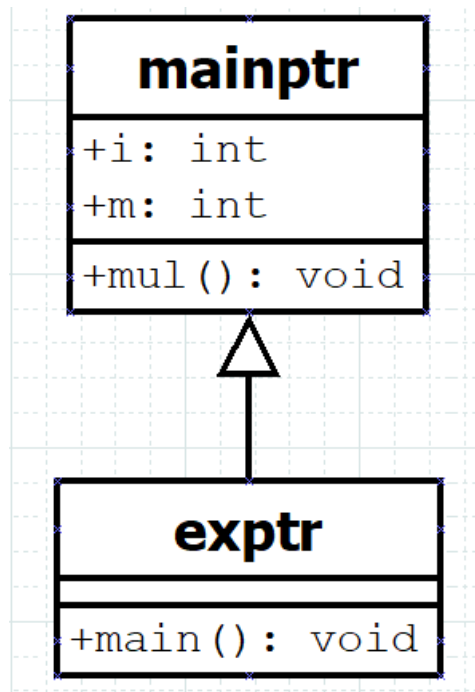 mainptr
+i: int
+m: int
+mul(): void
exptr
+main(): void